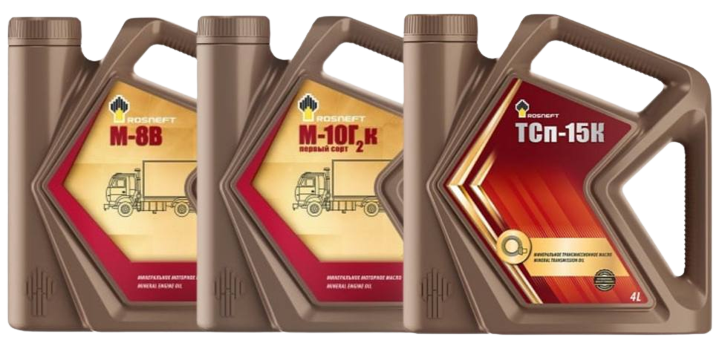 ROSNEFT
М-8В
МИНЕРАЛЬНОЕ МОТОРНОЕ
MINERAL ENGINE OIL
ROSNEFT
М-10Г2к
первый сорт
МИНЕРАЛЬНОЕ МОТОРНОЕ МАСЛО
MINERAL ENGINE OIL
ROSNEFT
ТСп-15К
МИНЕРАЛЬНОЕ ТРАНСМИССИОННОЕ МАСЛО
MINERAL TRANSMISSION OIL
4L